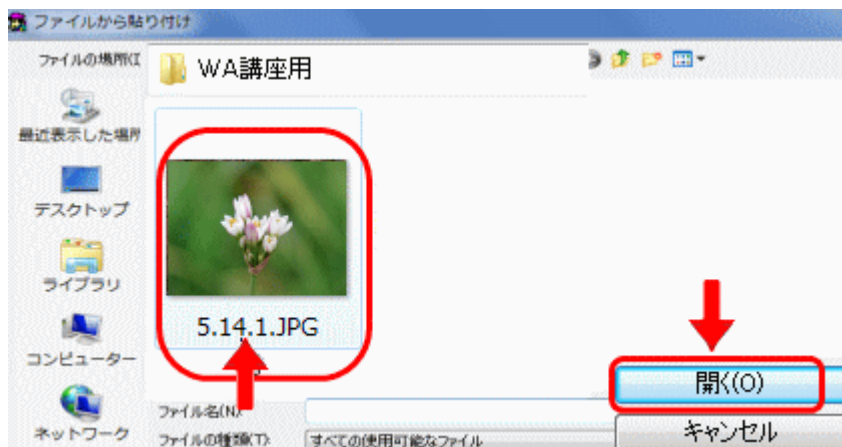 ファイルから貼り付け
ファイルの場所(I
WA講座用
最近表示した場所
デスクトップ
ライブラリ
5.14.1.JPG
コンピューター
開く(O)
ファイル名(N):
ネットワーク
ファイルの種類(T):
すべての使用可能なファイル
キャンセル